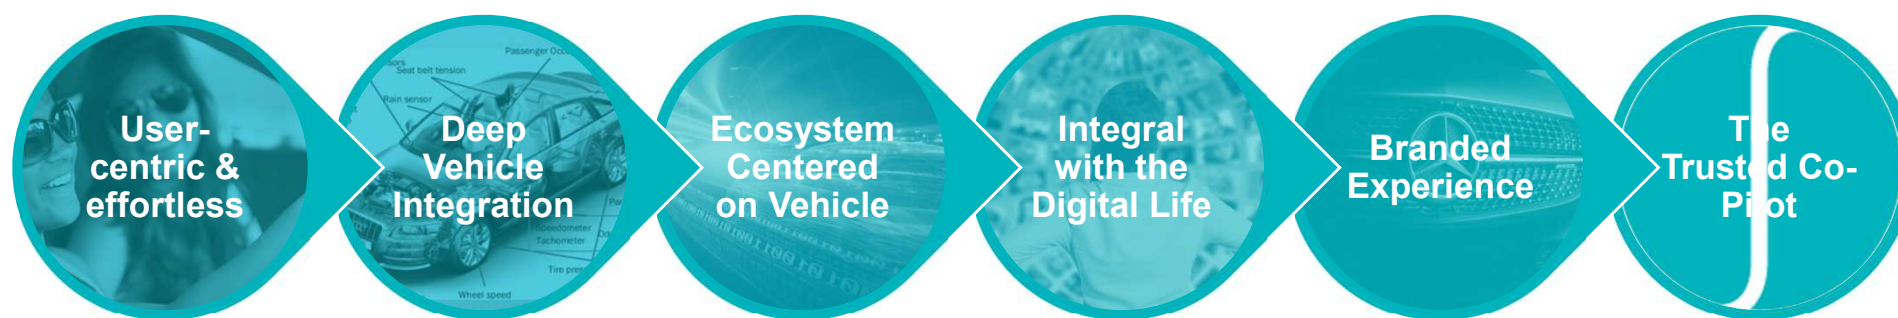 User-
centric &
effortless
Passenger Occ
Seat belt tension
Rain sensor
Deep
Vehicle
Integration
Speedometer
Tachometer
Tire pres
Wheel speed
Ecosystem
Centered
on Vehicle
Integral
with the
Digital Life
Branded
Experience
The
Trusted Co-
Pilot